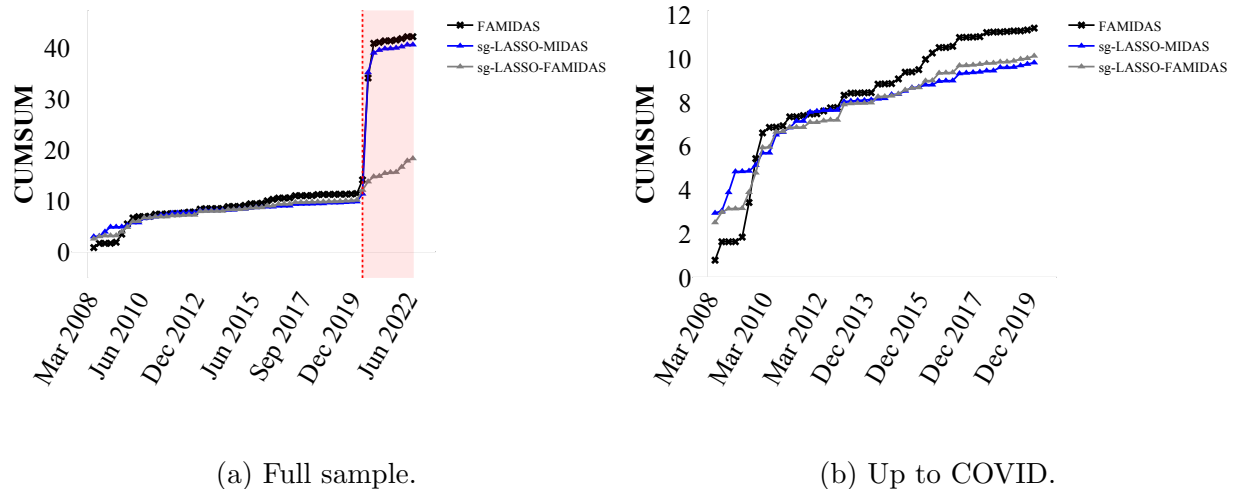 CUMSUM
40
30
20
10
0
Mar 2008
Jun 2010
Dec 2012
Jun 2015
Sep 2017
Dec 2019
Jun 2022
FAMIDAS
sg-LASSO-MIDAS
sg-LASSO-FAMIDAS
(a) Full sample.
CUMSUM
12
10
8
6
4
2
0
Mar 2008
Mar 2010
Mar 2012
Dec 2013
Dec 2015
Dec 2017
Dec 2019
FAMIDAS
sg-LASSO-MIDAS
sg-LASSO-FAMIDAS
(b) Up to COVID.